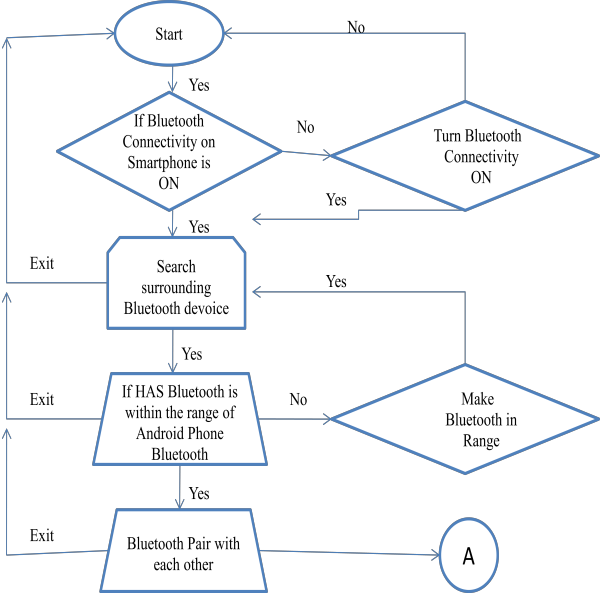 No
Start
Yes
If Bluetooth
Connectivity on
Smartphone is
ON
No
Turn Bluetooth
Connectivity
ON
Yes
Yes
Exit
Search
surrounding
Bluetooth devoice
Yes
Yes
Exit
If HAS Bluetooth is
within the range of
Android Phone
Bluetooth
No
Make
Bluetooth in
Range
Yes
Exit
Bluetooth Pair with
each other
A